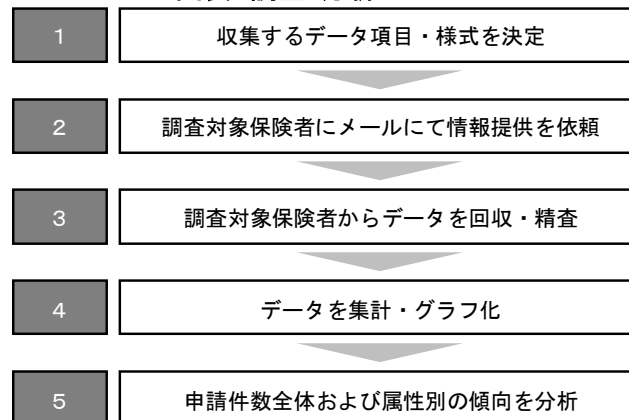 1
収集するデータ項目・様式を決定
2
調査対象保険者にメールにて情報提供を依頼
3
調査対象保険者からデータを回収・精査
4
データを集計・グラフ化
5
申請件数全体および属性別の傾向を分析